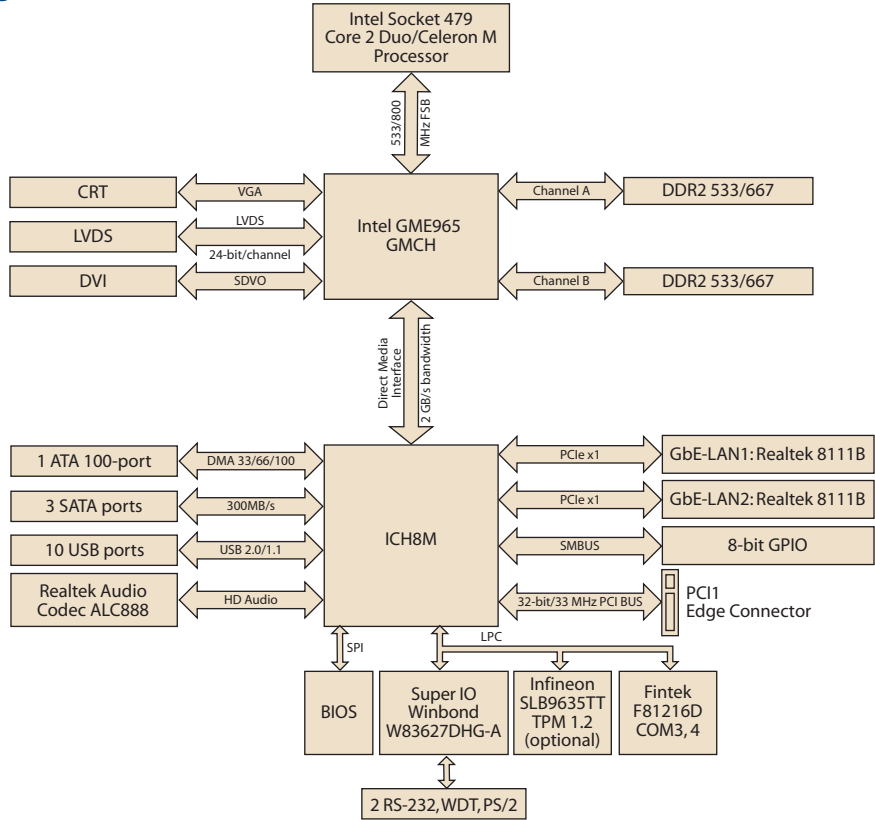 Intel Socket 479
Core 2 Duo/Celeron M
Processor
533/800
MHz FSB
CRT
VGA
LVDS
LVDS
24-bit/channel
DVI
SDVO
Intel GME965
GMCH
Channel A
DDR2 533/667
Channel B
DDR2 533/667
Direct Media
Interface
2 GB/s bandwidth
1 ATA 100-port
DMA 33/66/100
3 SATA ports
300MB/s
10 USB ports
USB 2.0/1.1
Realtek Audio
Codec ALC888
HD Audio
ICH8M
PCIe x1
GbE-LAN1: Realtek 8111B
PCIe x1
GbE-LAN2: Realtek 8111B
SMBUS
8-bit GPIO
32-bit/33 MHz PCI BUS
PCI1
Edge Connector
SPI
LPC
BIOS
Super IO
Winbond
W83627DHG-A
Infineon
SLB9635TT
TPM 1.2
(optional)
Fintek
F81216D
COM3, 4
2 RS-232, WDT, PS/2